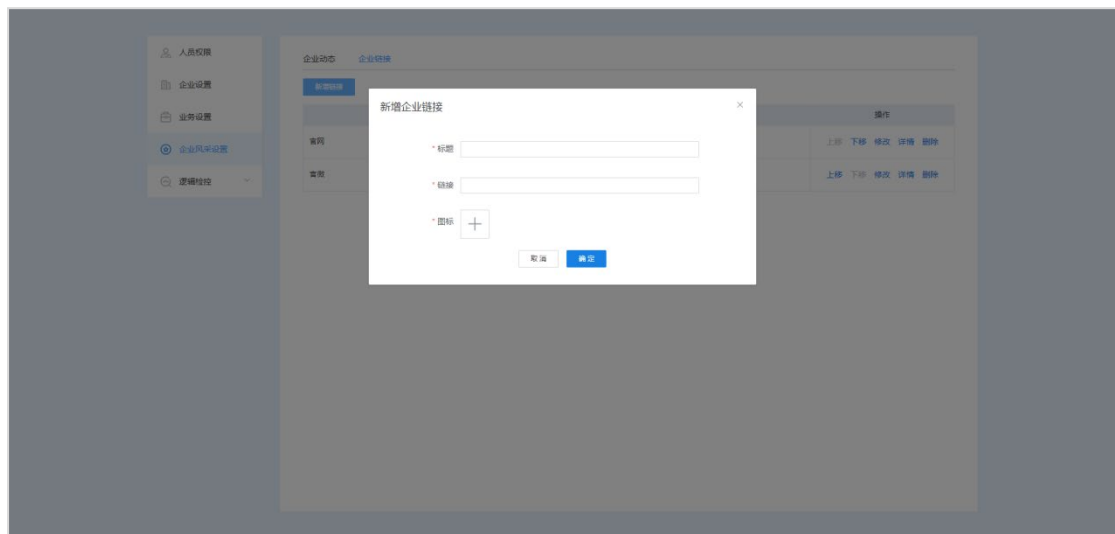 人员权限
企业设置
业务设置
企业风采设置
逻辑检控
企业动态 企业链接
新增链接
操作
官网 上移 下移 修改 详情 删除
官微 上移 下移 修改 详情 删除
新增企业链接 ×
* 标题
* 链接
* 图标
取消 确定